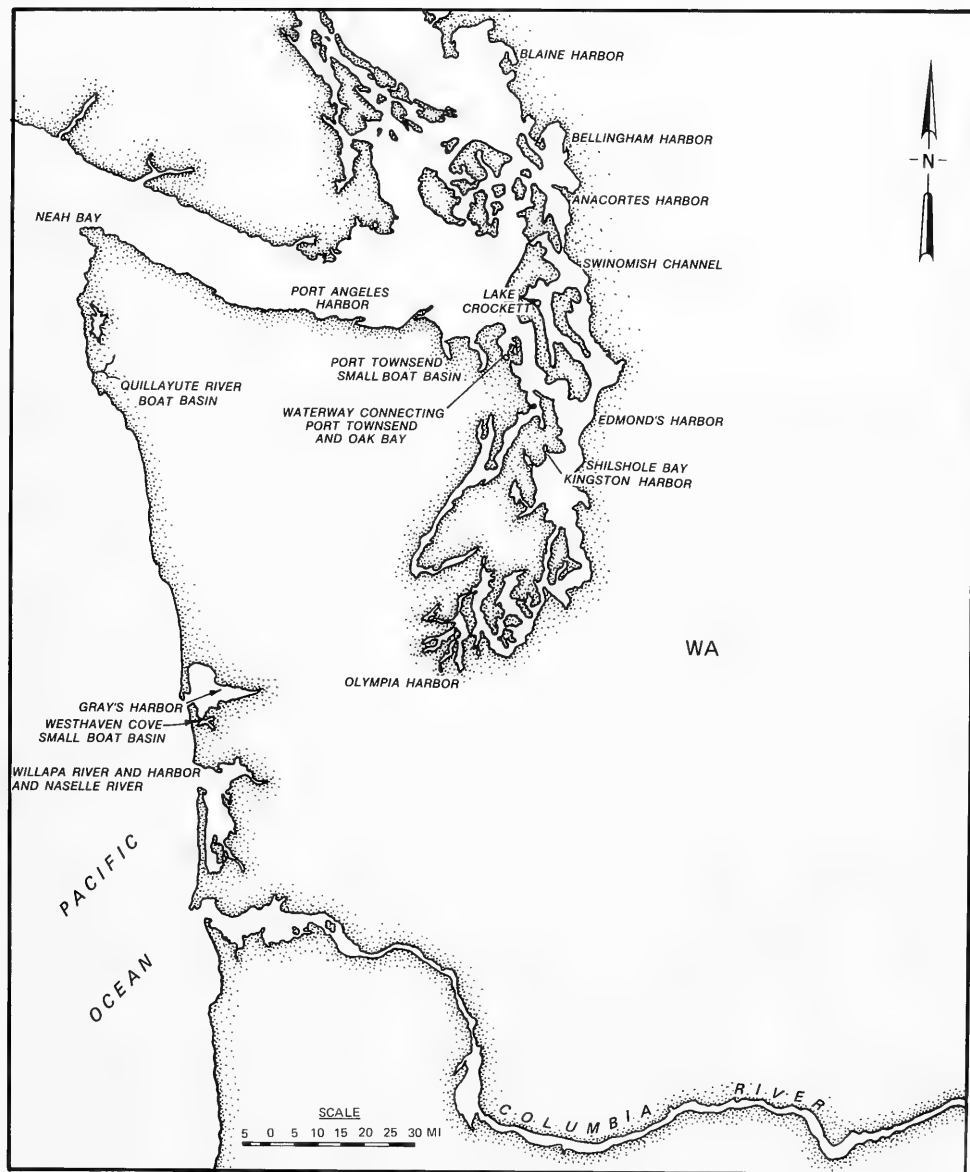 BLAINE HARBOR
BELLINGHAM HARBOR
N
ANACORTES HARBOR
NEAH BAY
SWINOMISH CHANNEL
PORT ANGELES
HARBOR
LAKE
CROCKETT
PORT TOWNSEND
SMALL BOAT BASIN
QUILLAYUTE RIVER
BOAT BASIN
WATERWAY CONNECTING
PORT TOWNSEND
AND OAK BAY
EDMOND'S HARBOR
SHILSHOLE BAY
KINGSTON HARBOR
WA
OLYMPIA HARBOR
GRAY'S HARBOR
WESTHAVEN COVE
SMALL BOAT BASIN
WILLAPA RIVER AND HARBOR
AND NASELLE RIVER
PACIFIC
OCEAN
COLUMBIA RIVER
SCALE
5 0 5 10 15 20 25 30 MI